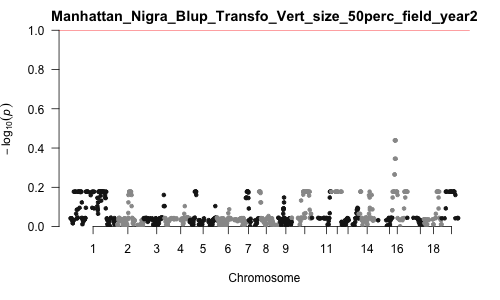 Manhattan_Nigra_Blup_Transfo_Vert_size_50perc_field_year2
1.0
0.8
0.6
0.4
0.2
0.0
− log10(p)
1 2 3 4 5 6 7 8 9 11 14 16 18
Chromosome